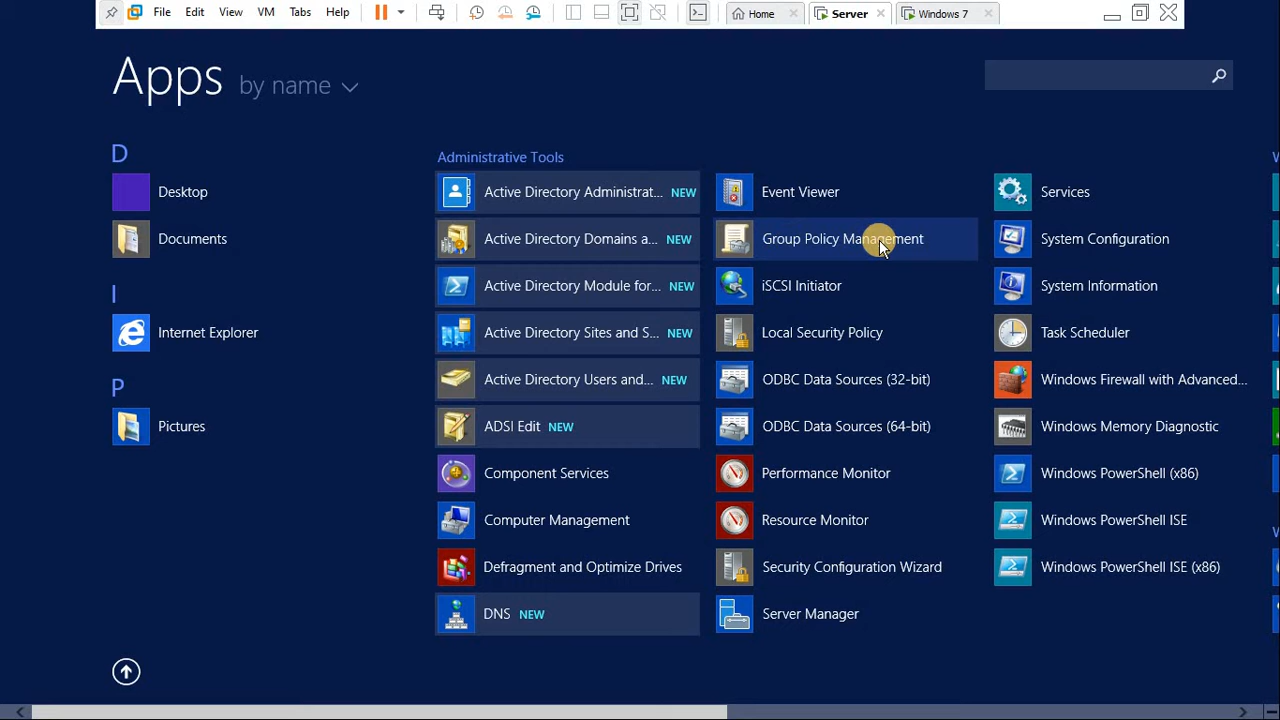 File Edit View VM Tabs Help Home Server Windows 7
Apps by name
D
Desktop
Documents
I
Internet Explorer
P
Pictures
Administrative Tools
Active Directory Administrat... NEW
Active Directory Domains a... NEW
Active Directory Module for... NEW
Active Directory Sites and S... NEW
Active Directory Users and... NEW
ADSI Edit NEW
Component Services
Computer Management
Defragment and Optimize Drives
DNS NEW
Event Viewer
Group Policy Management
iSCSI Initiator
Local Security Policy
ODBC Data Sources (32-bit)
ODBC Data Sources (64-bit)
Performance Monitor
Resource Monitor
Security Configuration Wizard
Server Manager
Services
System Configuration
System Information
Task Scheduler
Windows Firewall with Advanced...
Windows Memory Diagnostic
Windows PowerShell (x86)
Windows PowerShell ISE
Windows PowerShell ISE (x86)